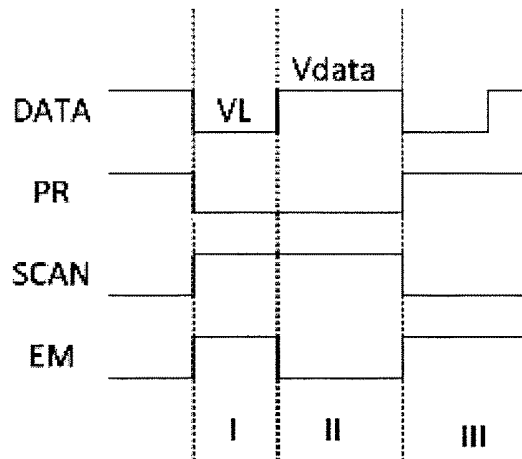 Vdata
DATA VL
PR
SCAN
EM
I II III